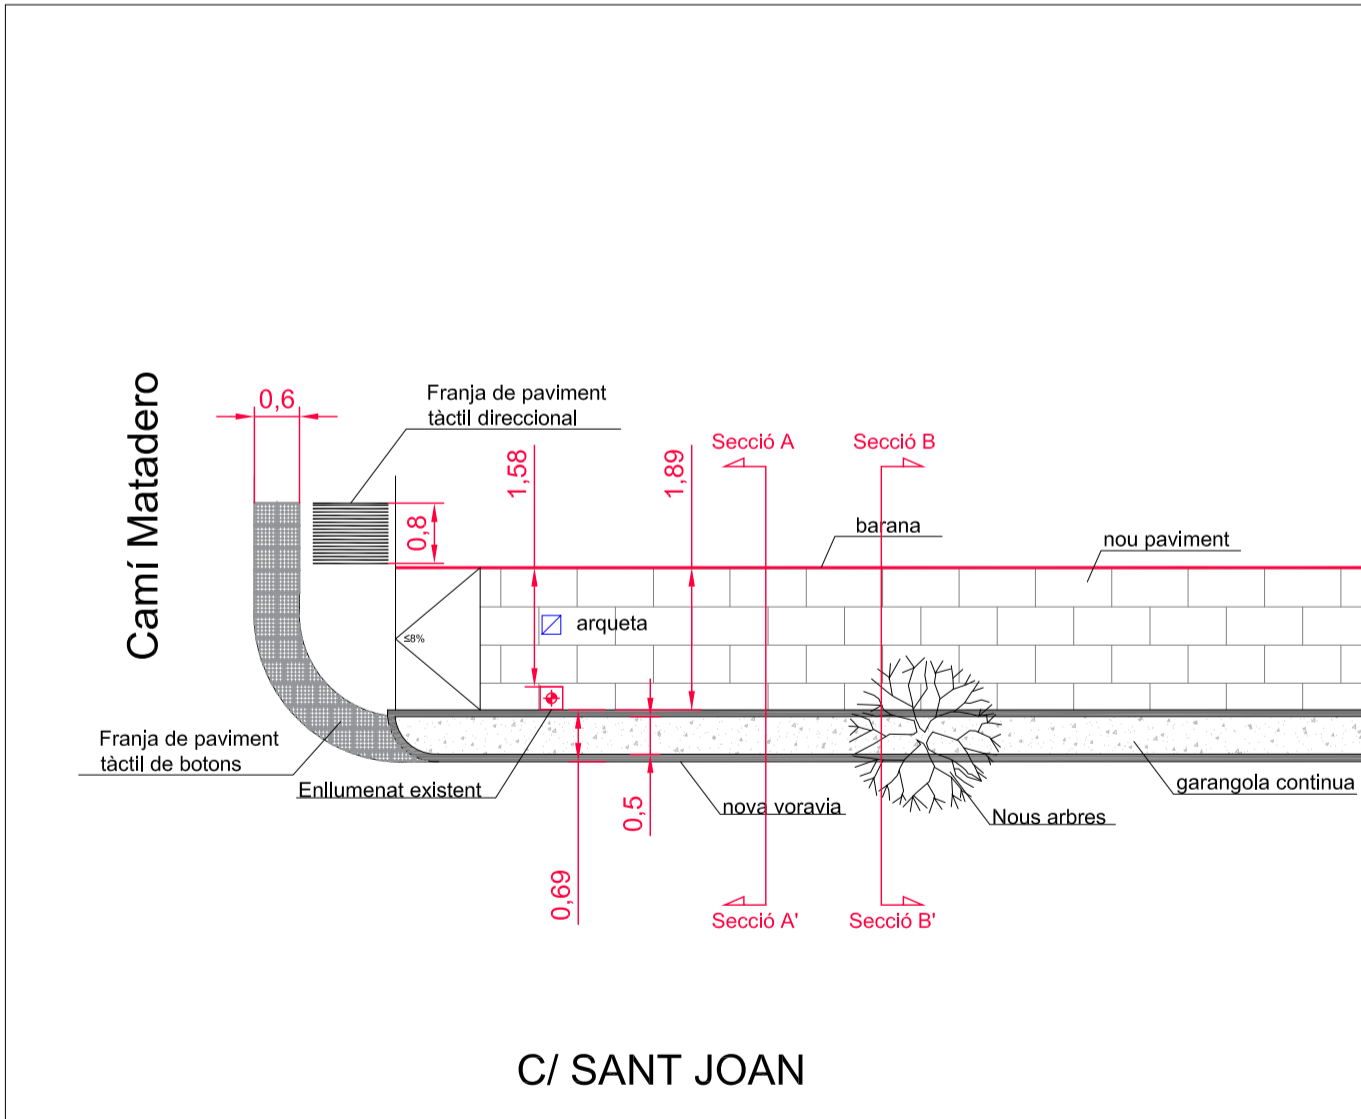 Camí Matadero
0,6
Franja de paviment
tàctil direccional
0,8
1,58
1,89
Secció A
Secció B
barana
nou paviment
≤8%
arqueta
Franja de paviment
tàctil de botons
Enllumenat existent
0,69
0,5
nova voravia
Nous arbres
garangola continua
Secció A'
Secció B'
C/ SANT JOAN